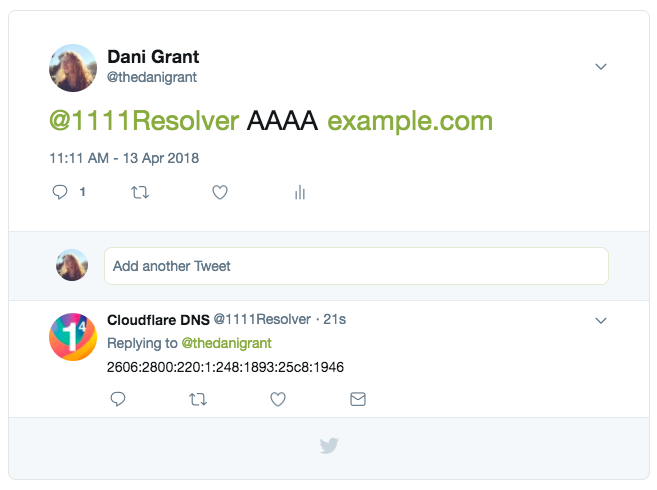 Dani Grant
@thedanigrant
@1111Resolver AAAA example.com
11:11 AM - 13 Apr 2018
1
Add another Tweet
1⁴ Cloudflare DNS @1111Resolver · 21s
Replying to @thedanigrant
2606:2800:220:1:248:1893:25c8:1946